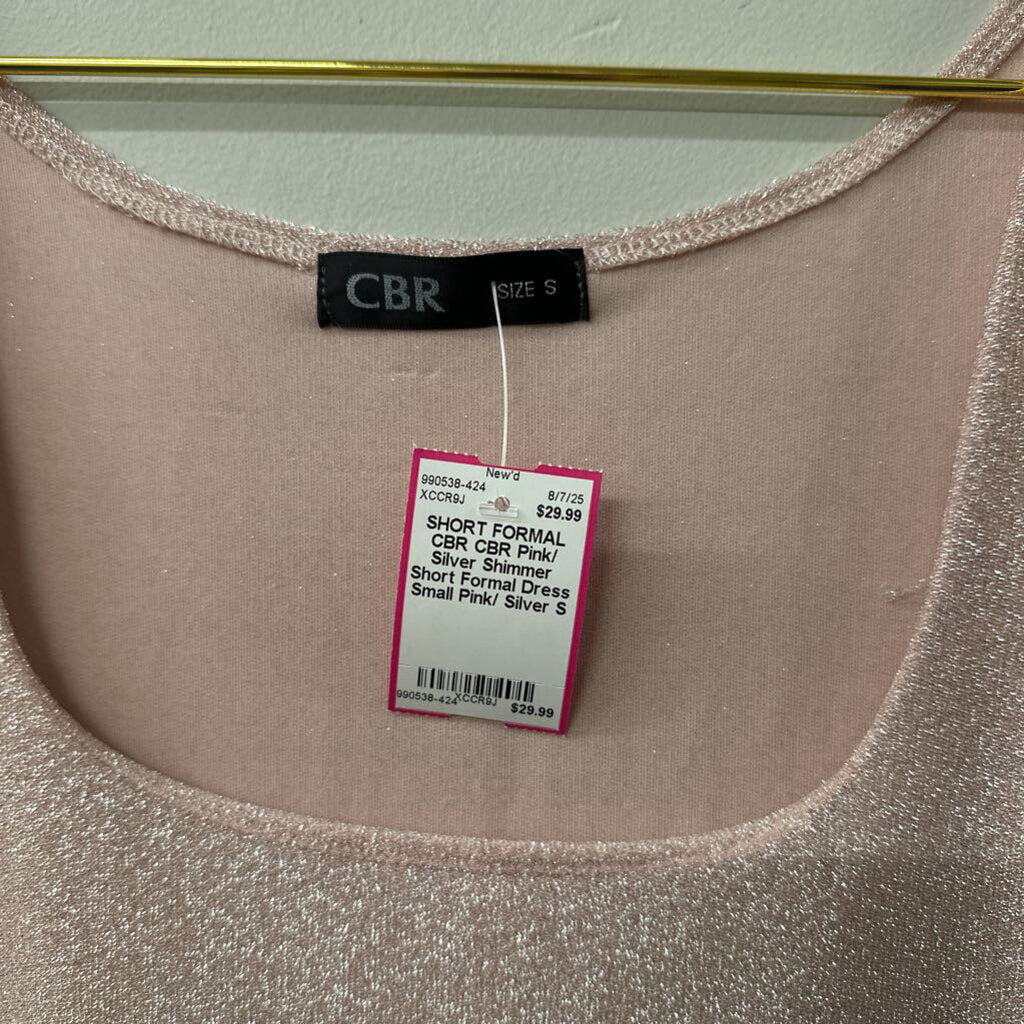 CBR SIZE S
New'd
990538-424 8/7/25
XCCR9J $29.99
SHORT FORMAL
CBR CBR Pink/
Silver Shimmer
Short Formal Dress
Small Pink/ Silver S
990538-424 XCCR9J $29.99